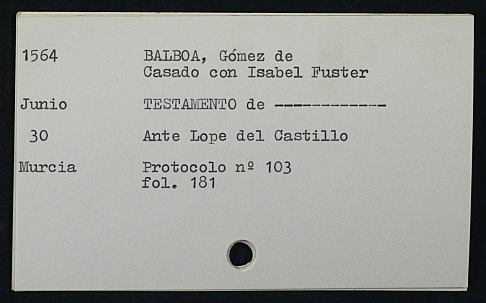 1564 BALBOA, Gómez de
Casado con Isabel Fuster
Junio TESTAMENTO de ------------
30 Ante Lope del Castillo
Murcia Protocolo nº 103
fol. 181